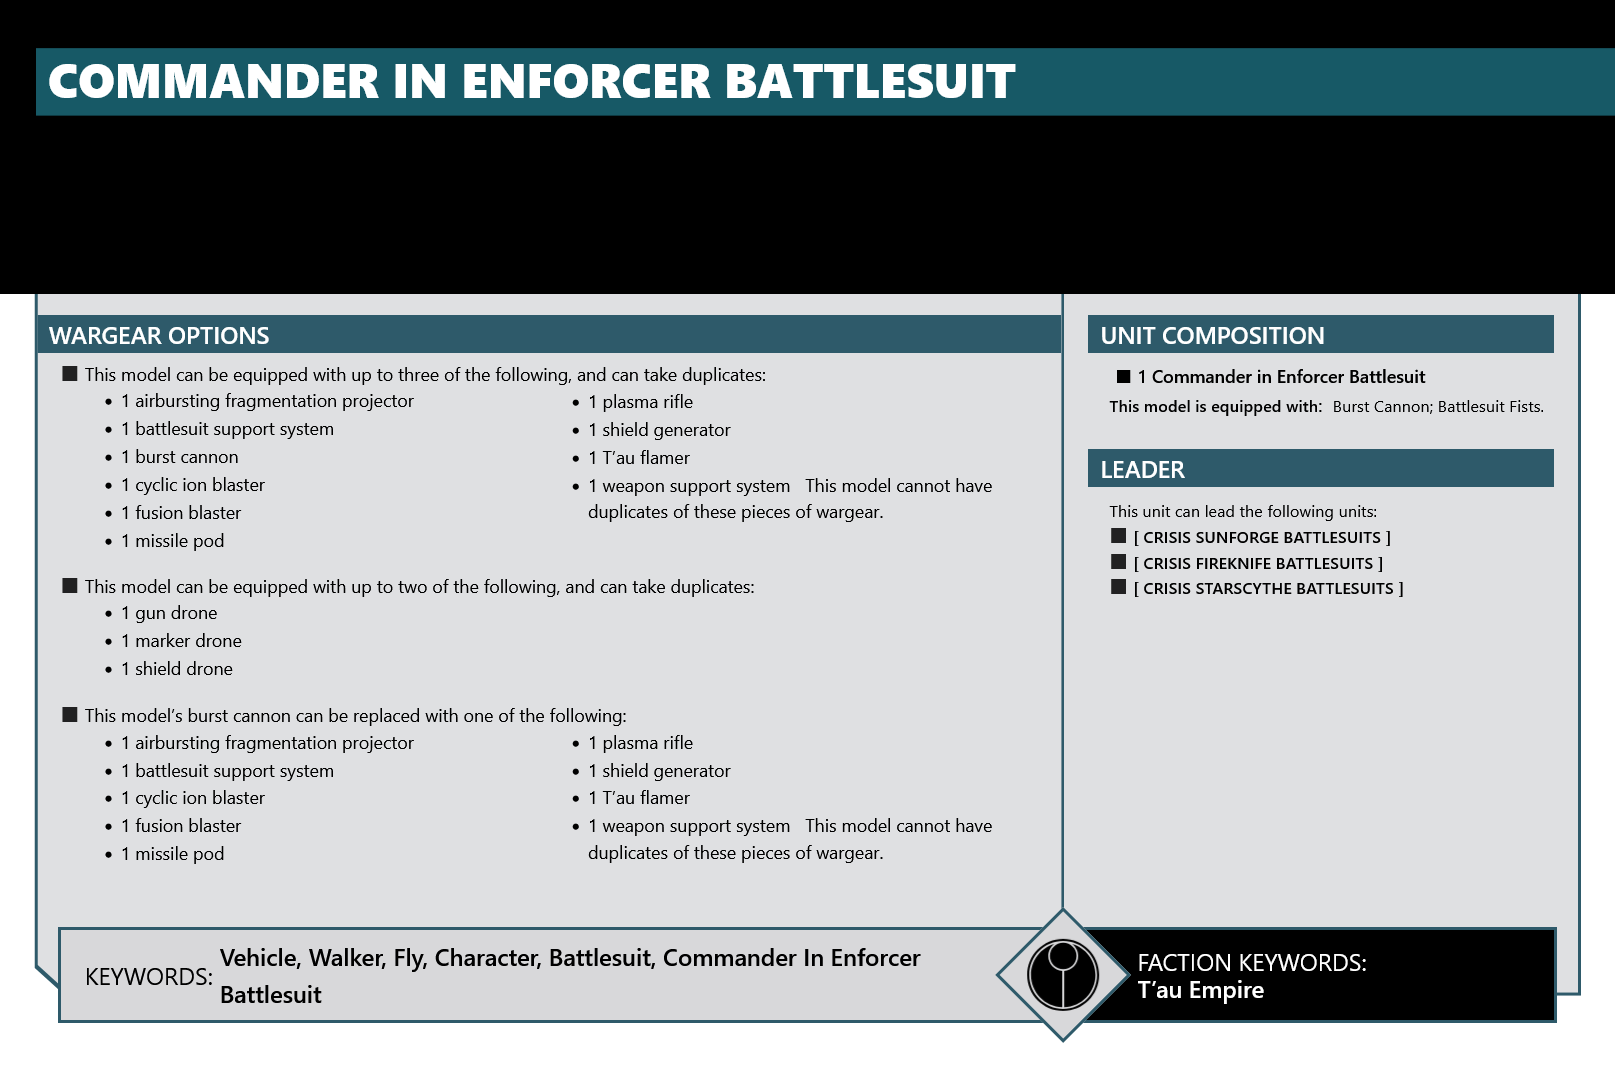 COMMANDER IN ENFORCER BATTLESUIT
WARGEAR OPTIONS
This model can be equipped with up to three of the following, and can take duplicates:
1 airbursting fragmentation projector
1 battlesuit support system
1 burst cannon
1 cyclic ion blaster
1 fusion blaster
1 missile pod
1 plasma rifle
1 shield generator
1 T’au flamer
1 weapon support system This model cannot have
duplicates of these pieces of wargear.
This model can be equipped with up to two of the following, and can take duplicates:
1 gun drone
1 marker drone
1 shield drone
This model’s burst cannon can be replaced with one of the following:
1 airbursting fragmentation projector
1 battlesuit support system
1 cyclic ion blaster
1 fusion blaster
1 missile pod
1 plasma rifle
1 shield generator
1 T’au flamer
1 weapon support system This model cannot have
duplicates of these pieces of wargear.
UNIT COMPOSITION
1 Commander in Enforcer Battlesuit
This model is equipped with: Burst Cannon; Battlesuit Fists.
LEADER
This unit can lead the following units:
[ CRISIS SUNFORGE BATTLESUITS ]
[ CRISIS FIREKNIFE BATTLESUITS ]
[ CRISIS STARSCYTHE BATTLESUITS ]
KEYWORDS: Vehicle, Walker, Fly, Character, Battlesuit, Commander In Enforcer
Battlesuit
FACTION KEYWORDS:
T’au Empire